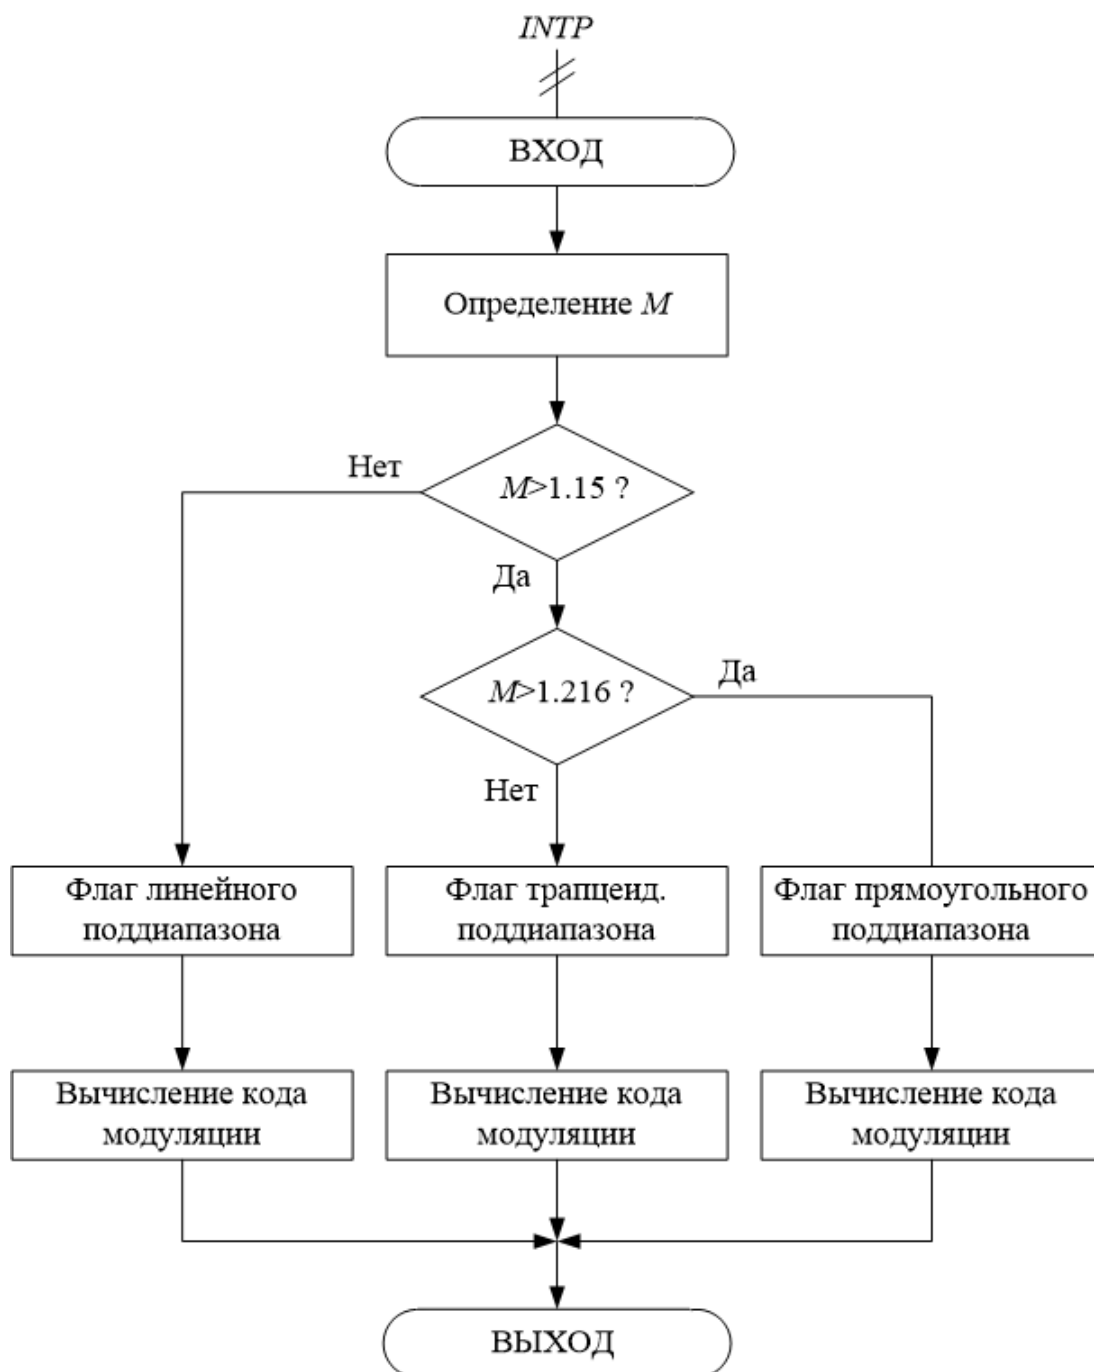 INTP
ВХОД
Определение M
Нет
M>1.15 ?
Да
M>1.216 ?
Да
Нет
Флаг линейного
поддиапазона
Флаг трапцеид.
поддиапазона
Флаг прямоугольного
поддиапазона
Вычисление кода
модуляции
Вычисление кода
модуляции
Вычисление кода
модуляции
ВЫХОД